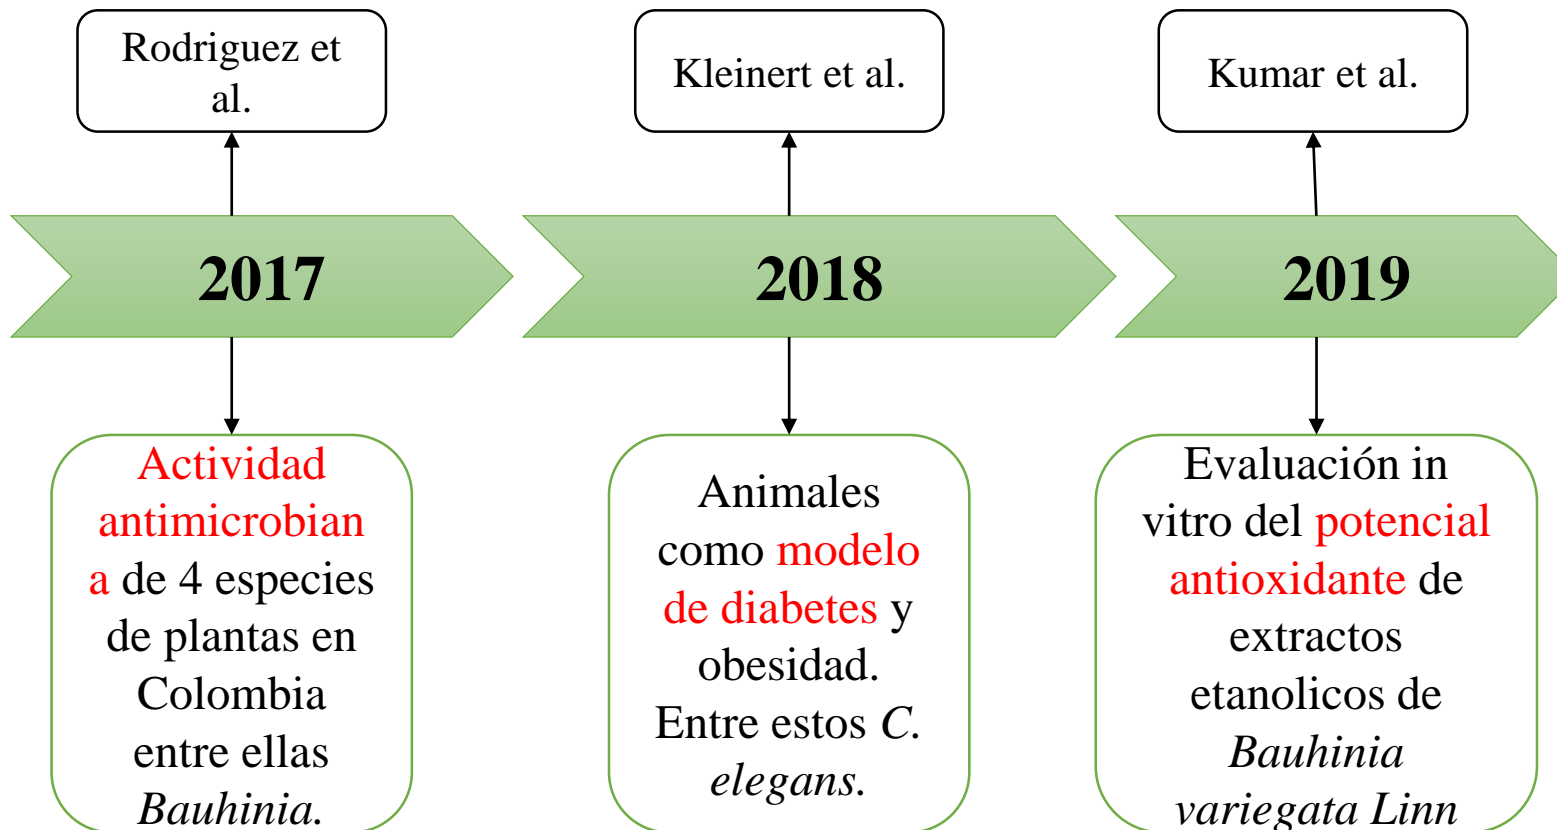 Rodriguez et
al.
Kleinert et al.
Kumar et al.
2017
2018
2019
Actividad
antimicrobian
a de 4 especies
de plantas en
Colombia
entre ellas
Bauhinia.
Animales
como modelo
de diabetes y
obesidad.
Entre estos C.
elegans.
Evaluación in
vitro del potencial
antioxidante de
extractos
etanolicos de
Bauhinia
variegata Linn